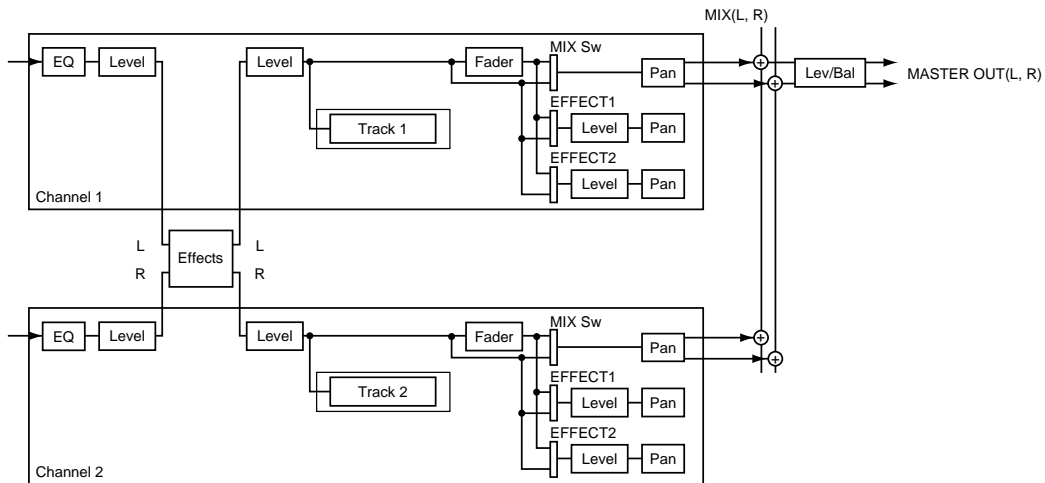 MIX(L, R)
MIX Sw
EQ
Level
Level
Fader
Pan
Lev/Bal
MASTER OUT(L, R)
EFFECT1
Track 1
Level
Pan
EFFECT2
Level
Pan
Channel 1
L
L
Effects
R
R
MIX Sw
EQ
Level
Level
Fader
Pan
EFFECT1
Track 2
Level
Pan
EFFECT2
Level
Pan
Channel 2